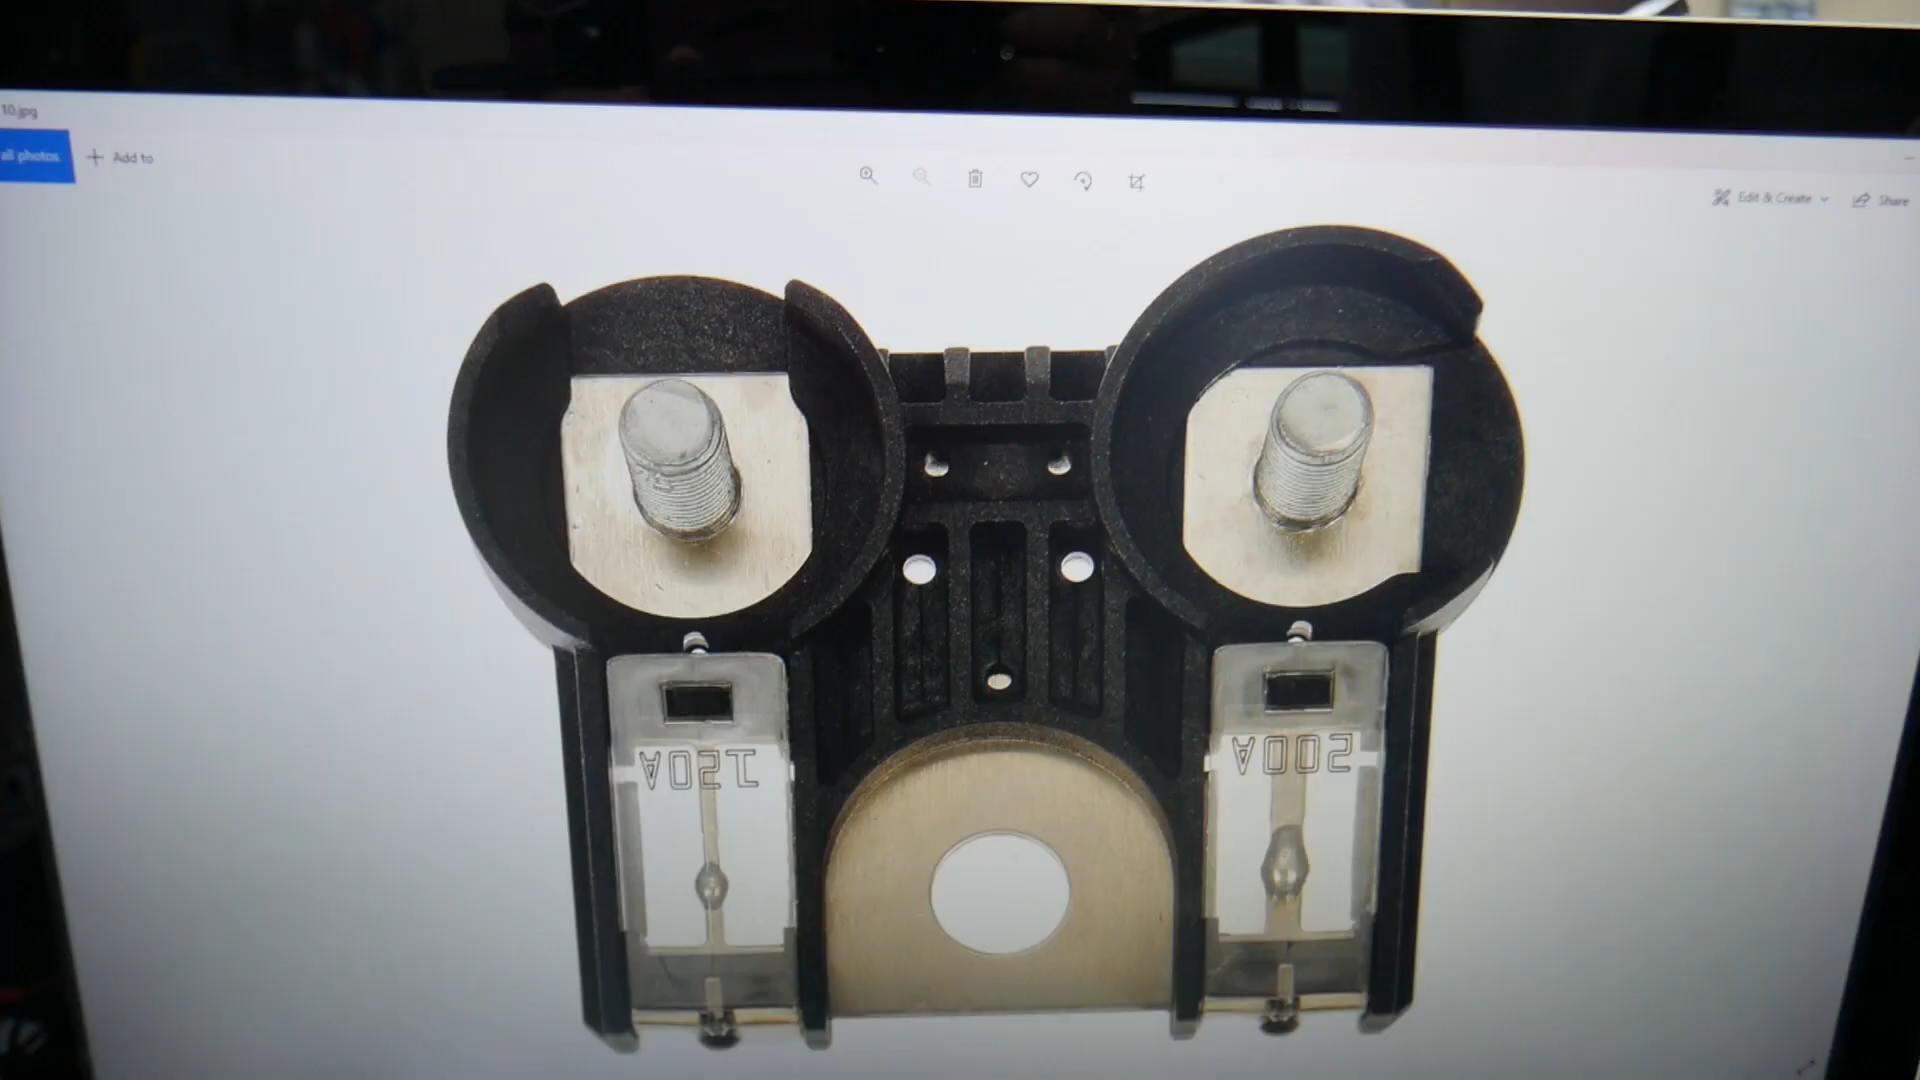 10.jpg
all photos
Add to
Edit & Create
Share
120A
200A